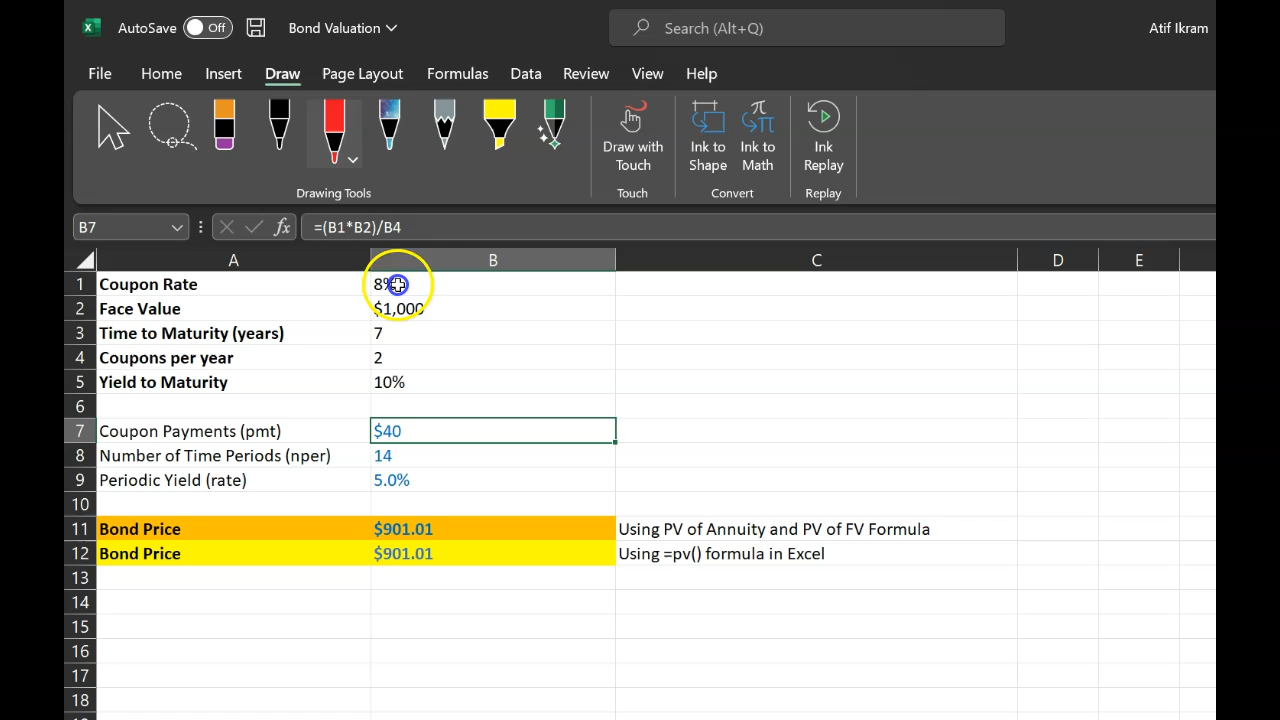 AutoSave Off Bond Valuation Search (Alt+Q) Atif Ikram
File Home Insert Draw Page Layout Formulas Data Review View Help
Draw with Touch
Ink to Shape
Ink to Math
Ink Replay
Drawing Tools Touch Convert Replay
B7 fx =(B1*B2)/B4
A B C D E
1 Coupon Rate 8%
2 Face Value $1,000
3 Time to Maturity (years) 7
4 Coupons per year 2
5 Yield to Maturity 10%
6
7 Coupon Payments (pmt) $40
8 Number of Time Periods (nper) 14
9 Periodic Yield (rate) 5.0%
10
11 Bond Price $901.01 Using PV of Annuity and PV of FV Formula
12 Bond Price $901.01 Using =pv() formula in Excel
13
14
15
16
17
18